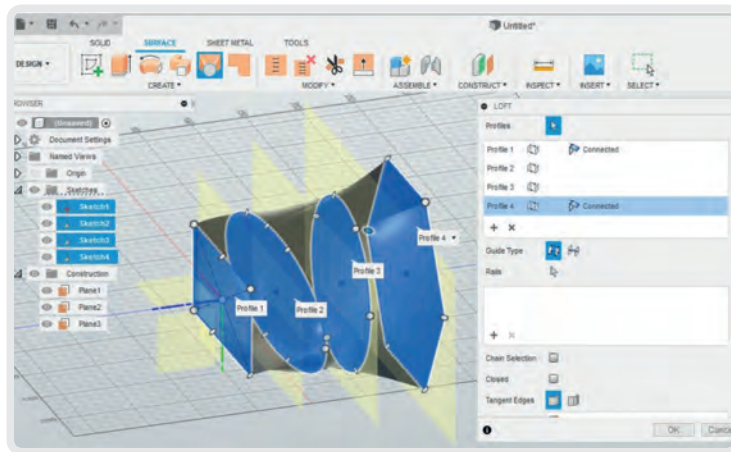 Untitled*
SOLID SURFACE SHEET METAL TOOLS
DESIGN ▾
CREATE ▾ MODIFY ▾ ASSEMBLE ▾ CONSTRUCT ▾ INSPECT ▾ INSERT ▾ SELECT ▾
ROWSER
(Unsaved)
Document Settings
Named Views
Origin
Sketches
Sketch1
Sketch2
Sketch3
Sketch4
Construction
Plane1
Plane2
Plane3
Profile 1
Profile 2
Profile 3
Profile 4 ▾
LOFT
Profiles
Profile 1 Connected
Profile 2
Profile 3
Profile 4 Connected
Guide Type
Rails
Chain Selection
Closed
Tangent Edges
OK Cance